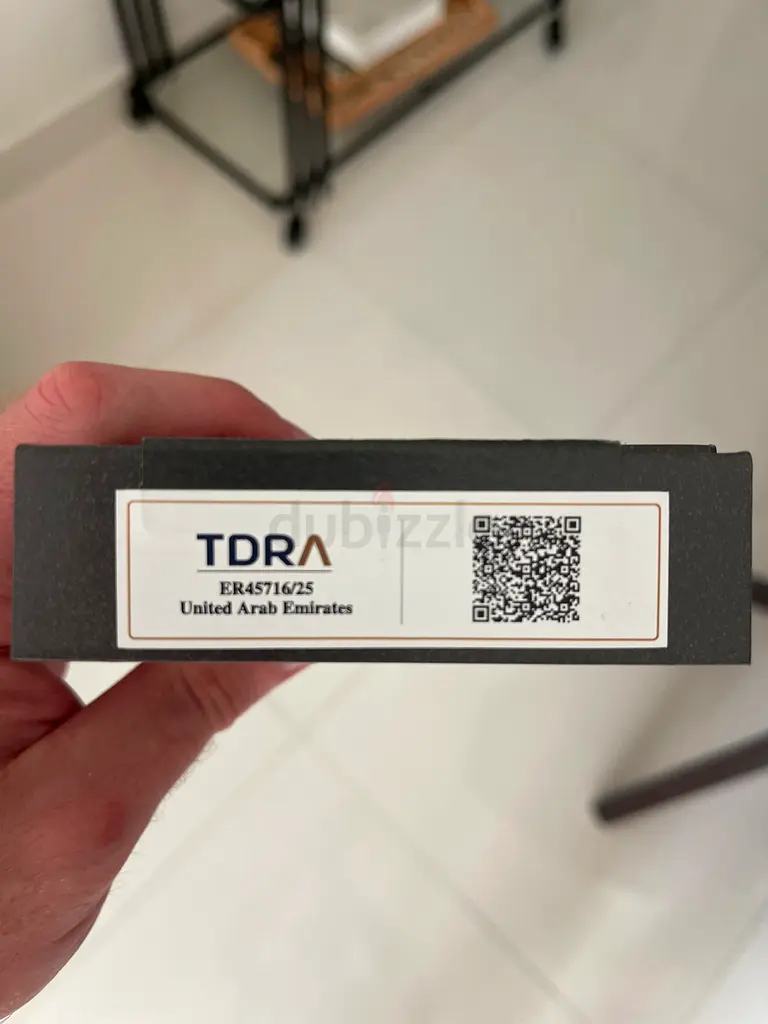 dubizzle
TDRA
ER45716/25
United Arab Emirates